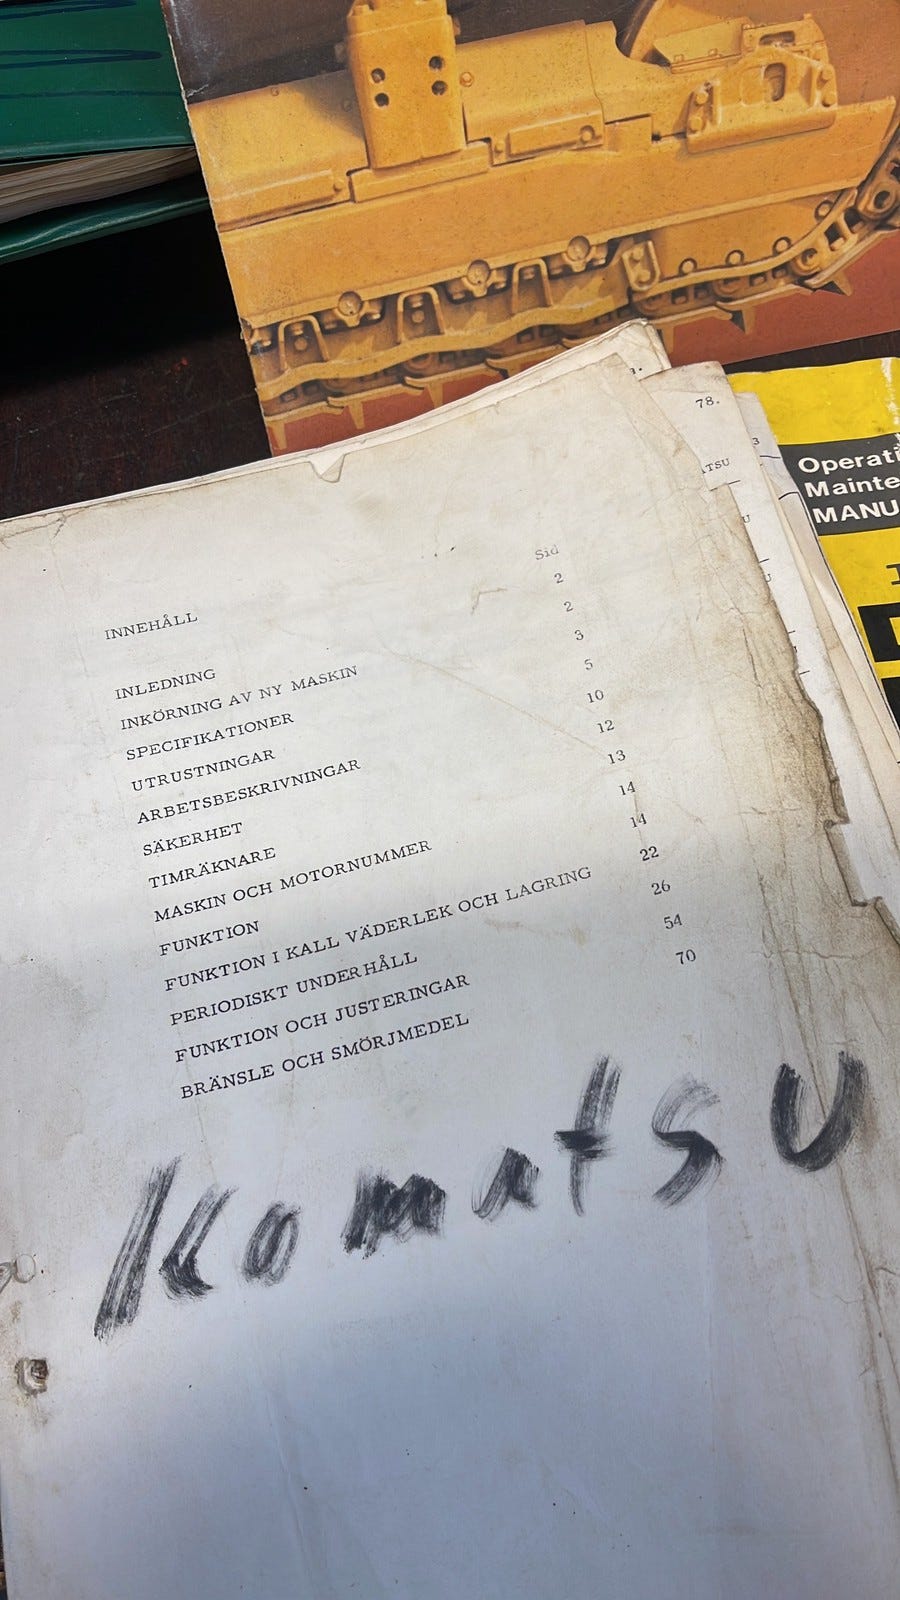 78.
ATSU
3
U
U
Operati
Mainte
MANU
INNEHÅLL Sid
INLEDNING 2
INKÖRNING AV NY MASKIN 2
SPECIFIKATIONER 3
UTRUSTNINGAR 5
ARBETSBESKRIVNINGAR 10
SÄKERHET 12
TIMRÄKNARE 13
MASKIN OCH MOTORNUMMER 14
FUNKTION 14
FUNKTION I KALL VÄDERLEK OCH LAGRING 22
PERIODISKT UNDERHÅLL 26
FUNKTION OCH JUSTERINGAR 54
BRÄNSLE OCH SMÖRJMEDEL 70
Komatsu